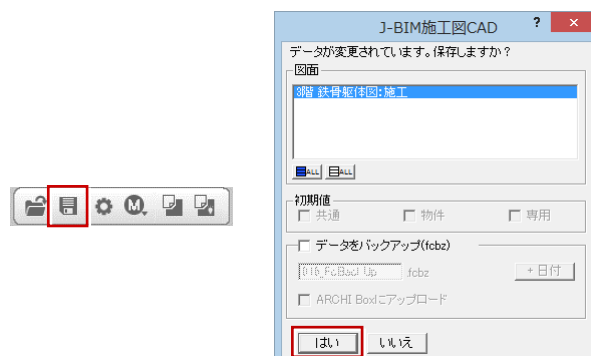 J-BIM施工図CAD ? ×
データが変更されています。保存しますか？
図面
3階 鉄骨躯体図:施工
ALL ALL
M
初期値
共通 物件 専用
データをバックアップ(fcbz)
.fcbz +日付
ARCHI Boxにアップロード
はい いいえ